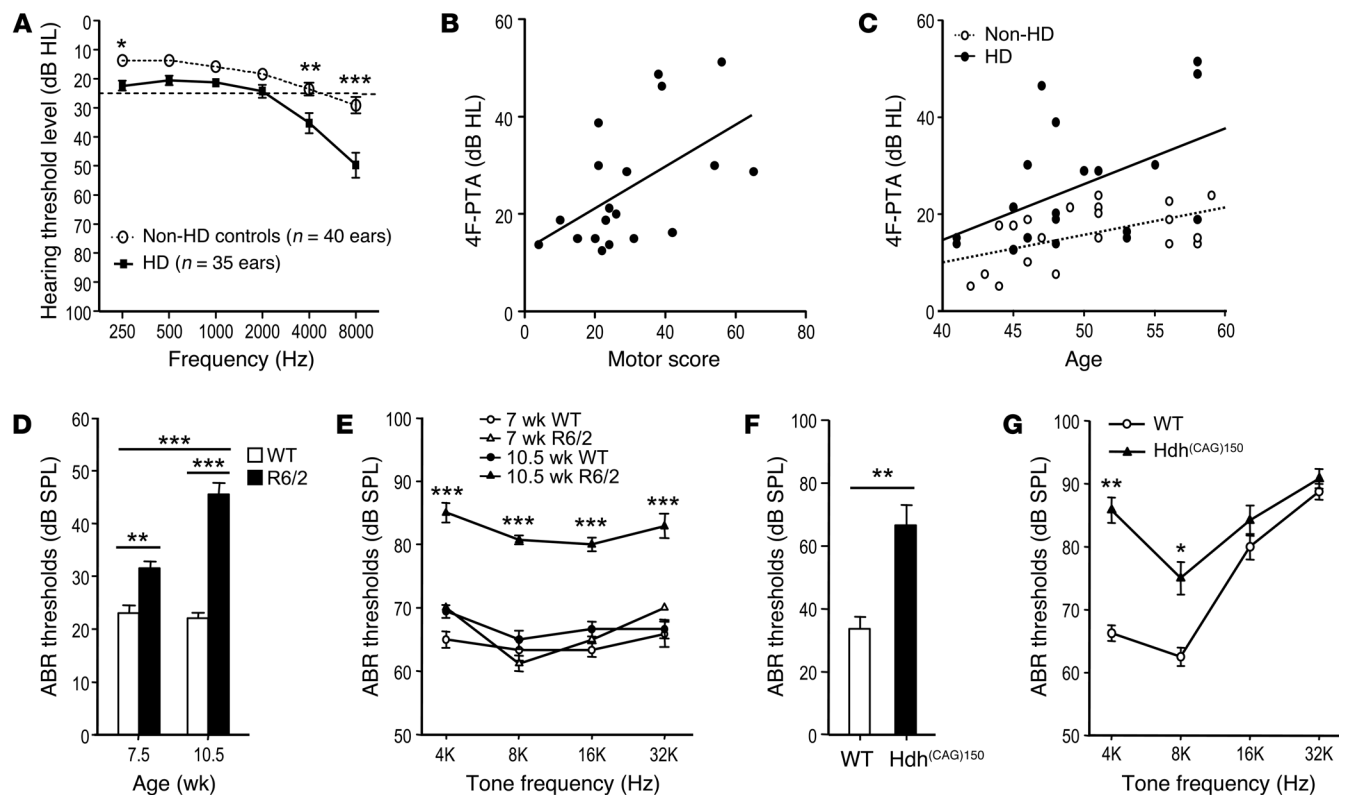 A
Hearing threshold level (dB HL)
0
10
20
30
40
50
60
70
80
90
100
*
**
***
Non-HD controls (n = 40 ears)
HD (n = 35 ears)
250 500 1000 2000 4000 8000
Frequency (Hz)
B
4F-PTA (dB HL)
60
40
20
0
0 20 40 60 80
Motor score
C
4F-PTA (dB HL)
60
40
20
0
Non-HD
HD
40 45 50 55 60
Age
D
ABR thresholds (dB SPL)
60
50
40
30
20
10
0
***
***
**
WT
R6/2
7.5 10.5
Age (wk)
E
ABR thresholds (dB SPL)
100
90
80
70
60
50
7 wk WT
7 wk R6/2
10.5 wk WT
10.5 wk R6/2
***
***
***
***
4K 8K 16K 32K
Tone frequency (Hz)
F
ABR thresholds (dB SPL)
100
80
60
40
20
0
**
WT Hdh(CAG)150
G
ABR thresholds (dB SPL)
100
90
80
70
60
50
WT
Hdh(CAG)150
**
*
4K 8K 16K 32K
Tone frequency (Hz)